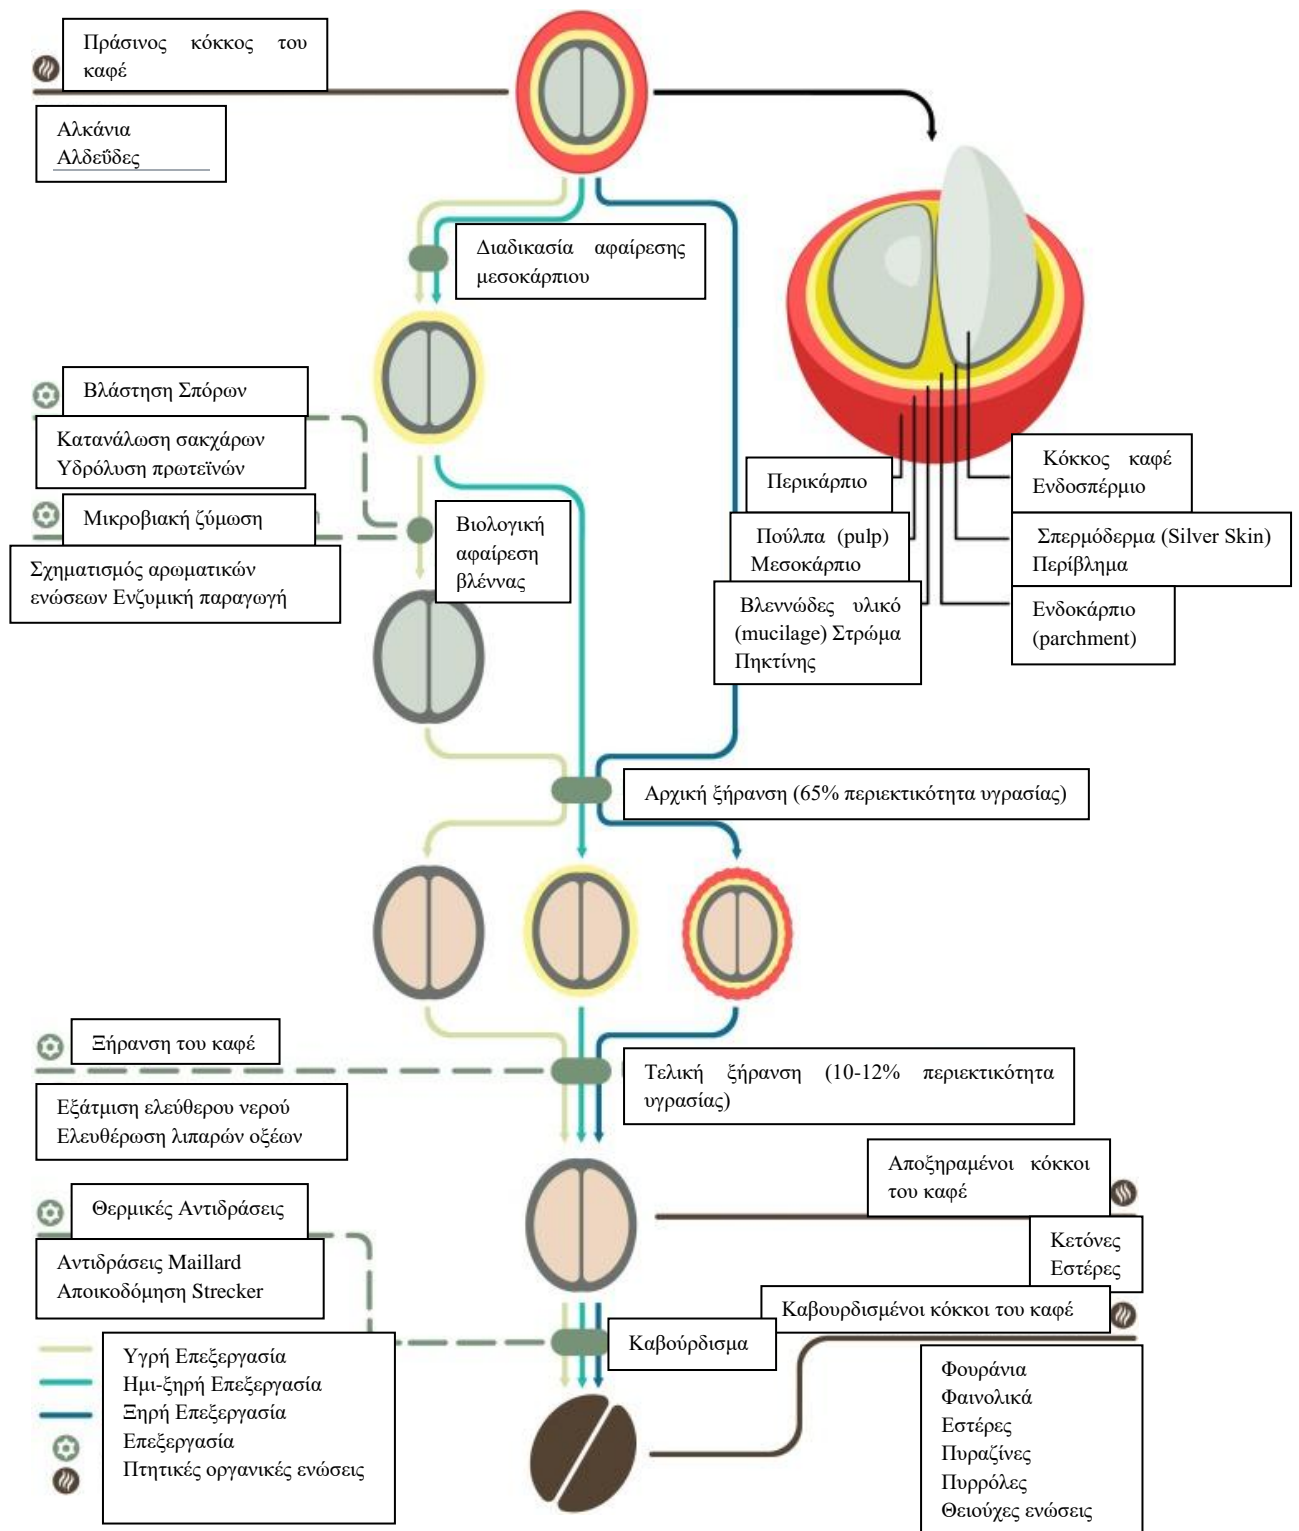 Πράσινος κόκκος του
καφέ
Αλκάνια
Αλδεΰδες
Διαδικασία αφαίρεσης
μεσοκάρπιου
Βλάστηση Σπόρων
Κατανάλωση σακχάρων
Υδρόλυση πρωτεϊνών
Μικροβιακή ζύμωση
Σχηματισμός αρωματικών
ενώσεων Ενζυμική παραγωγή
Βιολογική
αφαίρεση
βλέννας
Περικάρπιο
Πούλπα (pulp)
Μεσοκάρπιο
Βλεννώδες υλικό
(mucilage) Στρώμα
Πηκτίνης
Κόκκος καφέ
Ενδοσπέρμιο
Σπερμόδερμα (Silver Skin)
Περίβλημα
Ενδοκάρπιο
(parchment)
Αρχική ξήρανση (65% περιεκτικότητα υγρασίας)
Ξήρανση του καφέ
Εξάτμιση ελεύθερου νερού
Ελευθέρωση λιπαρών οξέων
Τελική ξήρανση (10-12% περιεκτικότητα
υγρασίας)
Αποξηραμένοι κόκκοι
του καφέ
Κετόνες
Εστέρες
Θερμικές Αντιδράσεις
Αντιδράσεις Maillard
Αποικοδόμηση Strecker
Καβουρδισμένοι κόκκοι του καφέ
Καβούρδισμα
Υγρή Επεξεργασία
Ημι-ξηρή Επεξεργασία
Ξηρή Επεξεργασία
Επεξεργασία
Πτητικές οργανικές ενώσεις
Φουράνια
Φαινολικά
Εστέρες
Πυραζίνες
Πυρρόλες
Θειούχες ενώσεις